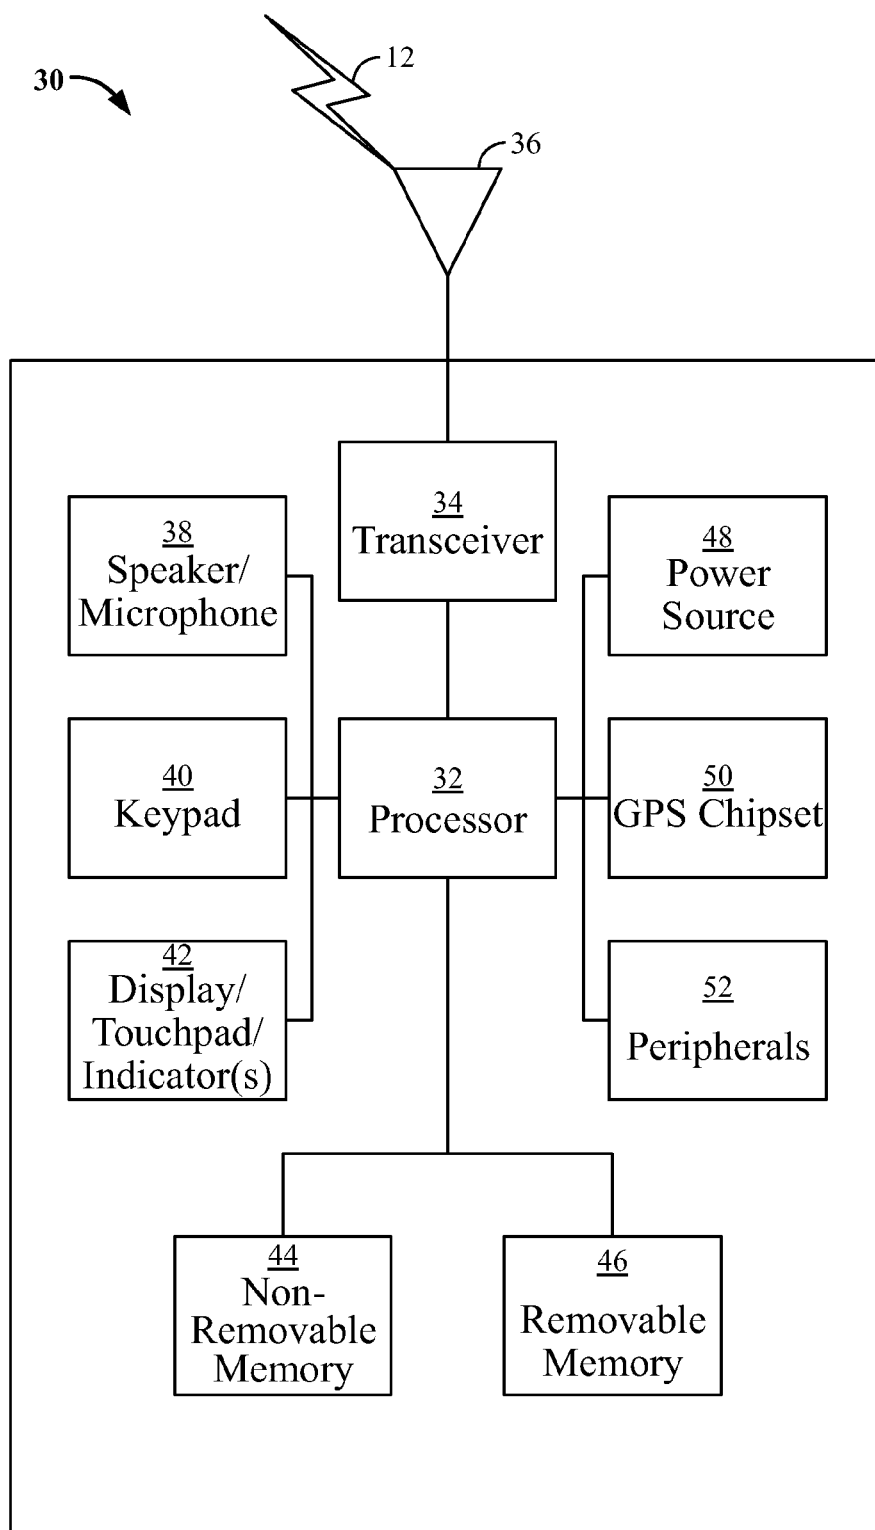 12
30
36
34
Transceiver
38
Speaker/
Microphone
48
Power
Source
40
Keypad
32
Processor
50
GPS Chipset
42
Display/
Touchpad/
Indicator(s)
52
Peripherals
44
Non-
Removable
Memory
46
Removable
Memory